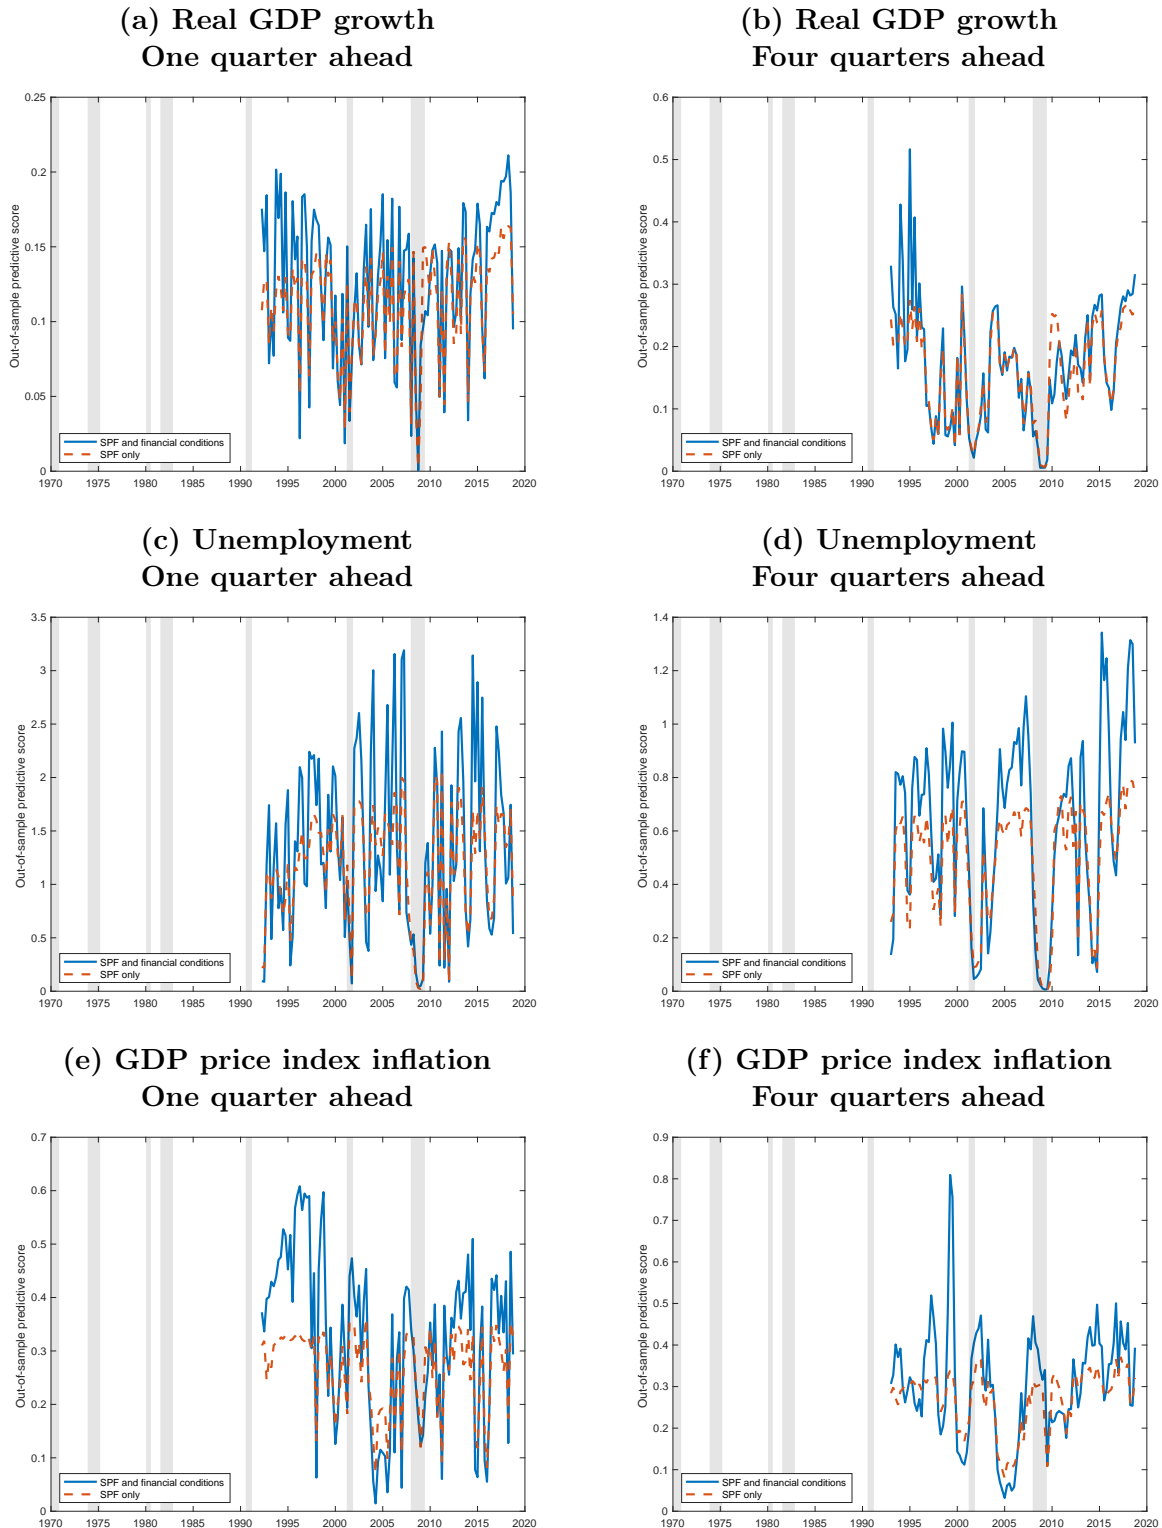 (a) Real GDP growth
One quarter ahead
0.25
0.2
0.15
0.1
0.05
0
Out-of-sample predictive score
SPF and financial conditions
SPF only
1970 1975 1980 1985 1990 1995 2000 2005 2010 2015 2020
(b) Real GDP growth
Four quarters ahead
0.6
0.5
0.4
0.3
0.2
0.1
0
Out-of-sample predictive score
SPF and financial conditions
SPF only
1970 1975 1980 1985 1990 1995 2000 2005 2010 2015 2020
(c) Unemployment
One quarter ahead
3.5
3
2.5
2
1.5
1
0.5
0
Out-of-sample predictive score
SPF and financial conditions
SPF only
1970 1975 1980 1985 1990 1995 2000 2005 2010 2015 2020
(d) Unemployment
Four quarters ahead
1.4
1.2
1
0.8
0.6
0.4
0.2
0
Out-of-sample predictive score
SPF and financial conditions
SPF only
1970 1975 1980 1985 1990 1995 2000 2005 2010 2015 2020
(e) GDP price index inflation
One quarter ahead
0.7
0.6
0.5
0.4
0.3
0.2
0.1
0
Out-of-sample predictive score
SPF and financial conditions
SPF only
1970 1975 1980 1985 1990 1995 2000 2005 2010 2015 2020
(f) GDP price index inflation
Four quarters ahead
0.9
0.8
0.7
0.6
0.5
0.4
0.3
0.2
0.1
0
Out-of-sample predictive score
SPF and financial conditions
SPF only
1970 1975 1980 1985 1990 1995 2000 2005 2010 2015 2020